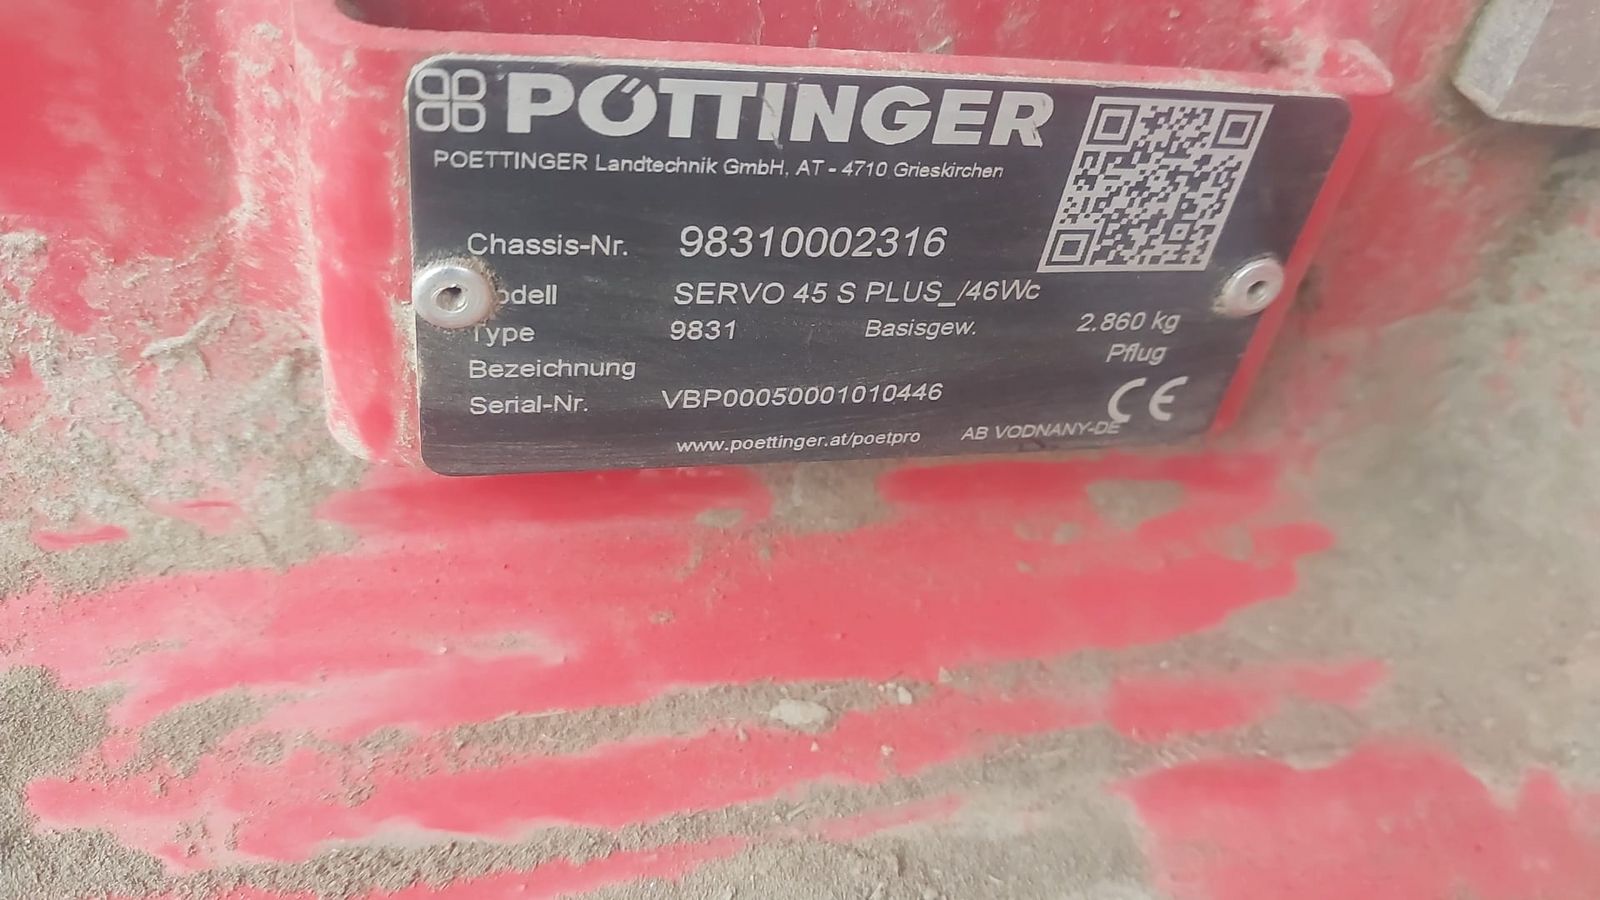 PÖTTINGER
POETTINGER Landtechnik GmbH, AT - 4710 Grieskirchen
Chassis-Nr. 98310002316
odell SERVO 45 S PLUS_/46Wc
Type 9831 Basisgew. 2.860 kg
Bezeichnung Pflug
Serial-Nr. VBP00050001010446
CE
www.poettinger.at/poetpro AB VODNANY-DE